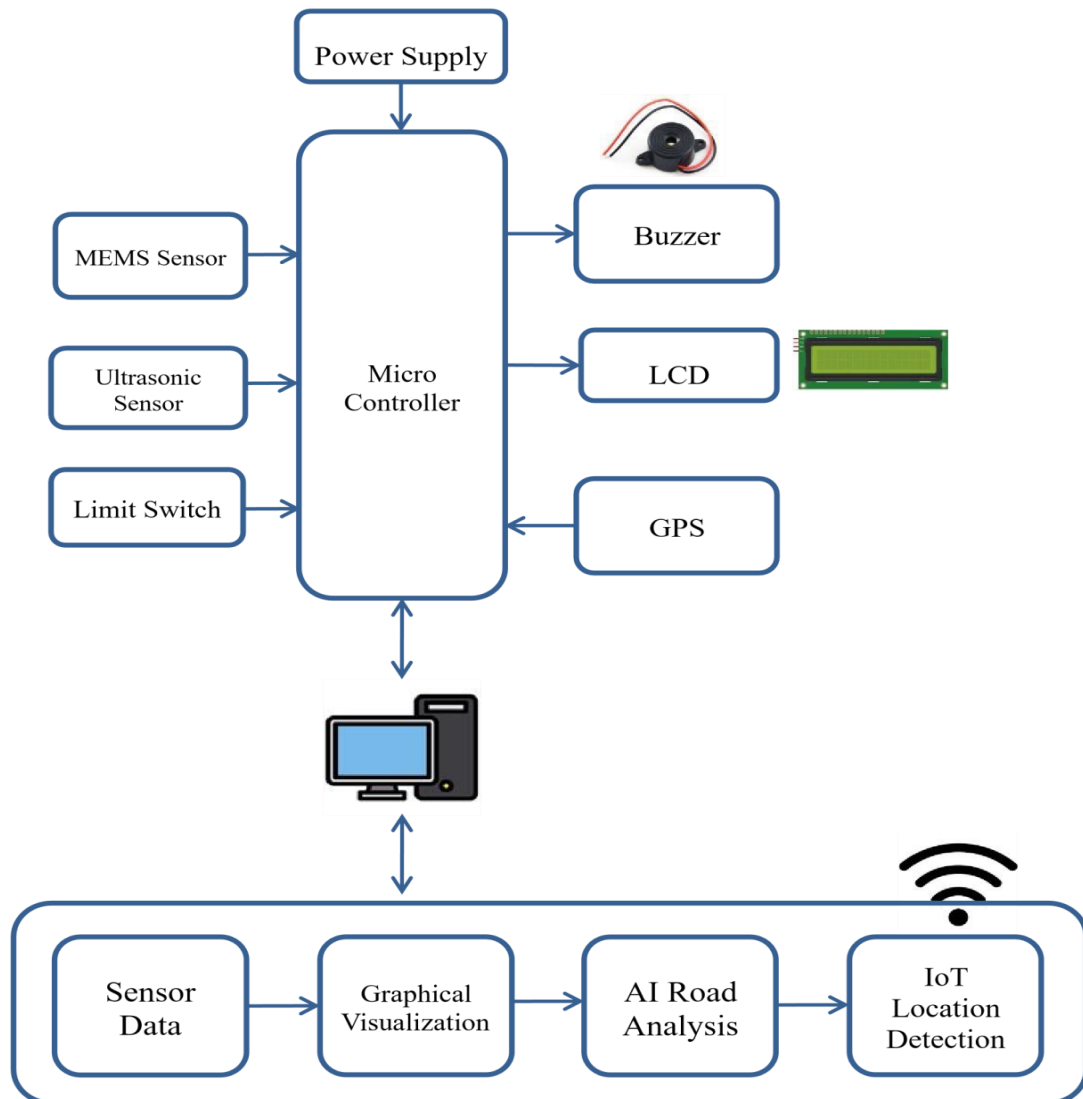 Power Supply
MEMS Sensor
Ultrasonic
Sensor
Limit Switch
Micro
Controller
Buzzer
LCD
GPS
Sensor
Data
Graphical
Visualization
AI Road
Analysis
IoT
Location
Detection